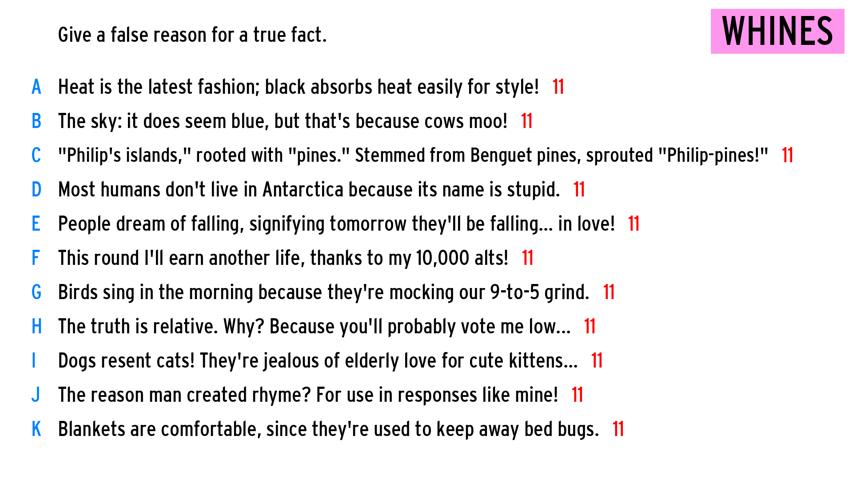 Give a false reason for a true fact.
WHINES
A Heat is the latest fashion; black absorbs heat easily for style! 11
B The sky: it does seem blue, but that's because cows moo! 11
C "Philip's islands," rooted with "pines." Stemmed from Benguet pines, sprouted "Philip-pines!" 11
D Most humans don't live in Antarctica because its name is stupid. 11
E People dream of falling, signifying tomorrow they'll be falling... in love! 11
F This round I'll earn another life, thanks to my 10,000 alts! 11
G Birds sing in the morning because they're mocking our 9-to-5 grind. 11
H The truth is relative. Why? Because you'll probably vote me low... 11
I Dogs resent cats! They're jealous of elderly love for cute kittens... 11
J The reason man created rhyme? For use in responses like mine! 11
K Blankets are comfortable, since they're used to keep away bed bugs. 11